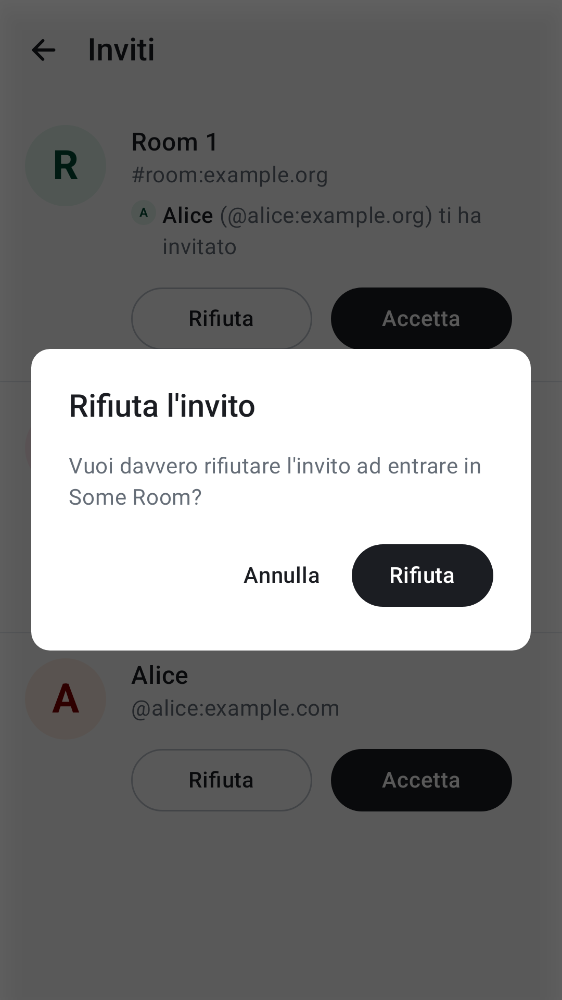 Inviti
R
Room 1
#room:example.org
A Alice (@alice:example.org) ti ha
invitato
Rifiuta Accetta
Rifiuta l'invito
Vuoi davvero rifiutare l'invito ad entrare in
Some Room?
Annulla Rifiuta
A
Alice
@alice:example.com
Rifiuta Accetta